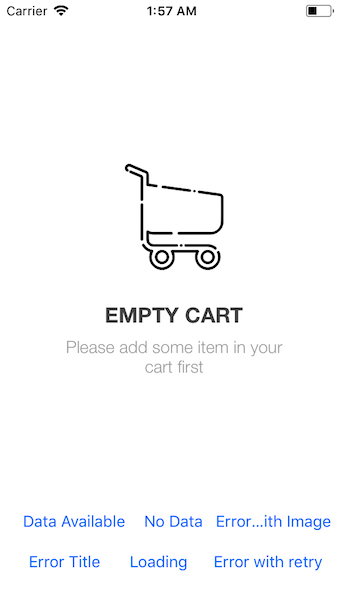 Carrier 1:57 AM
EMPTY CART
Please add some item in your
cart first
Data Available No Data Error...ith Image
Error Title Loading Error with retry